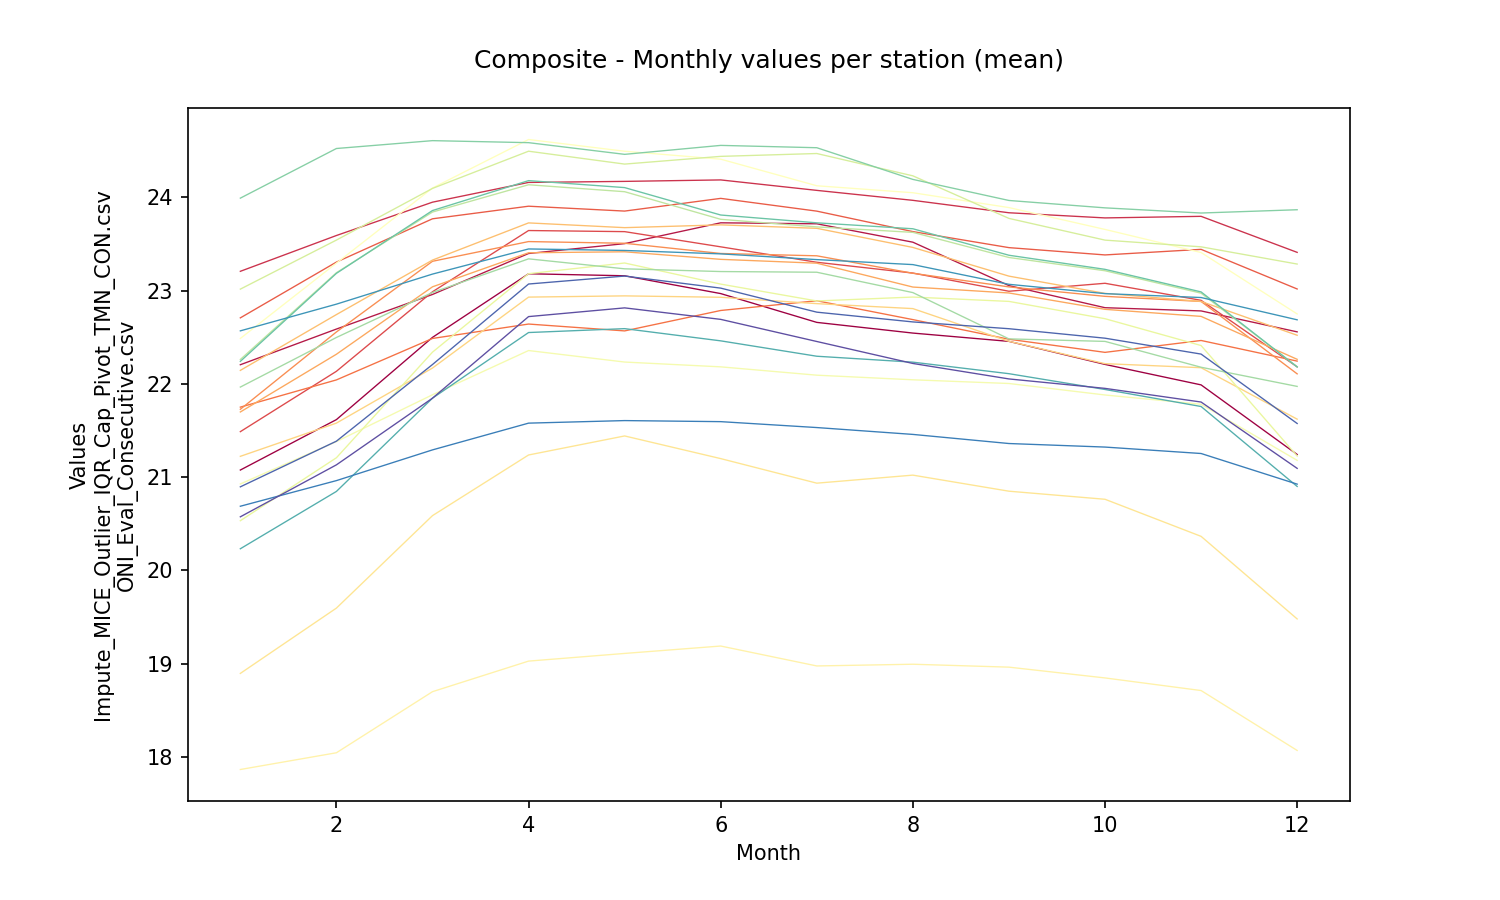 Composite - Monthly values per station (mean)
Values
Impute_MICE_Outlier_IQR_Cap_Pivot_TMN_CON.csv
ONI_Eval_Consecutive.csv
24
23
22
21
20
19
18
2 4 6 8 10 12
Month